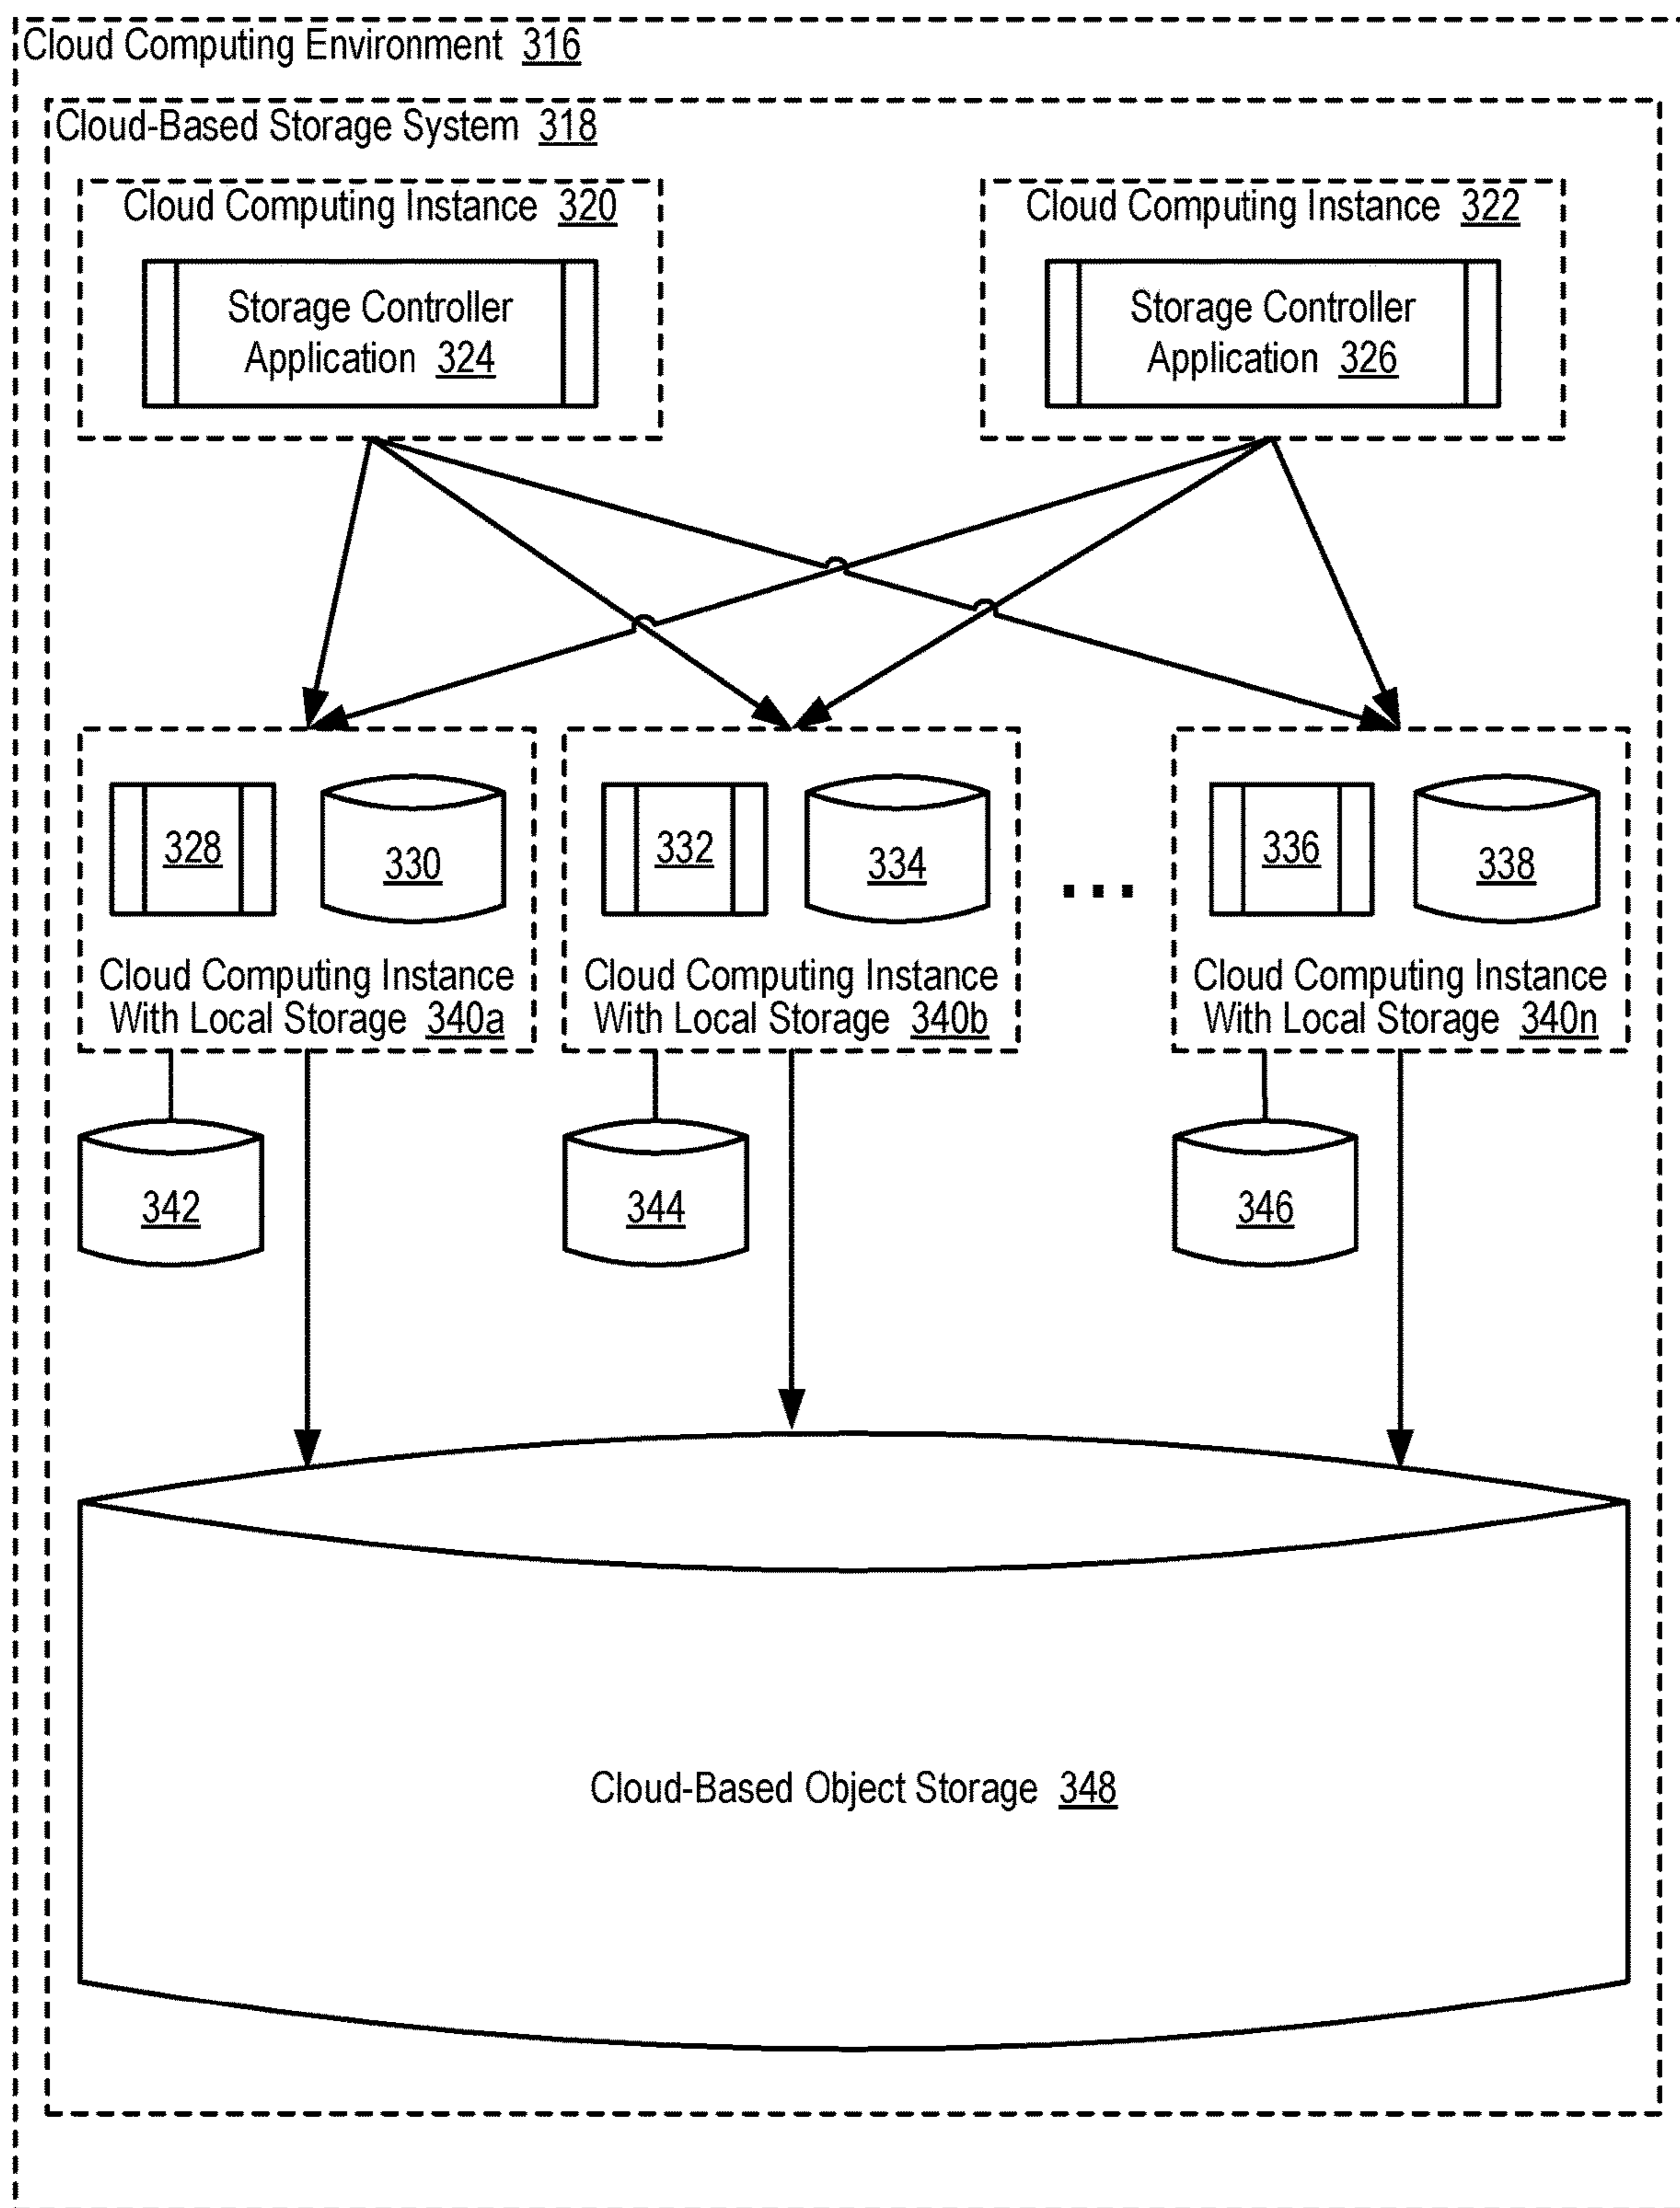 Cloud Computing Environment 316
Cloud-Based Storage System 318
Cloud Computing Instance 320
Storage Controller
Application 324
Cloud Computing Instance 322
Storage Controller
Application 326
328
330
Cloud Computing Instance
With Local Storage 340a
332
334
Cloud Computing Instance
With Local Storage 340b
...
336
338
Cloud Computing Instance
With Local Storage 340n
342
344
346
Cloud-Based Object Storage 348